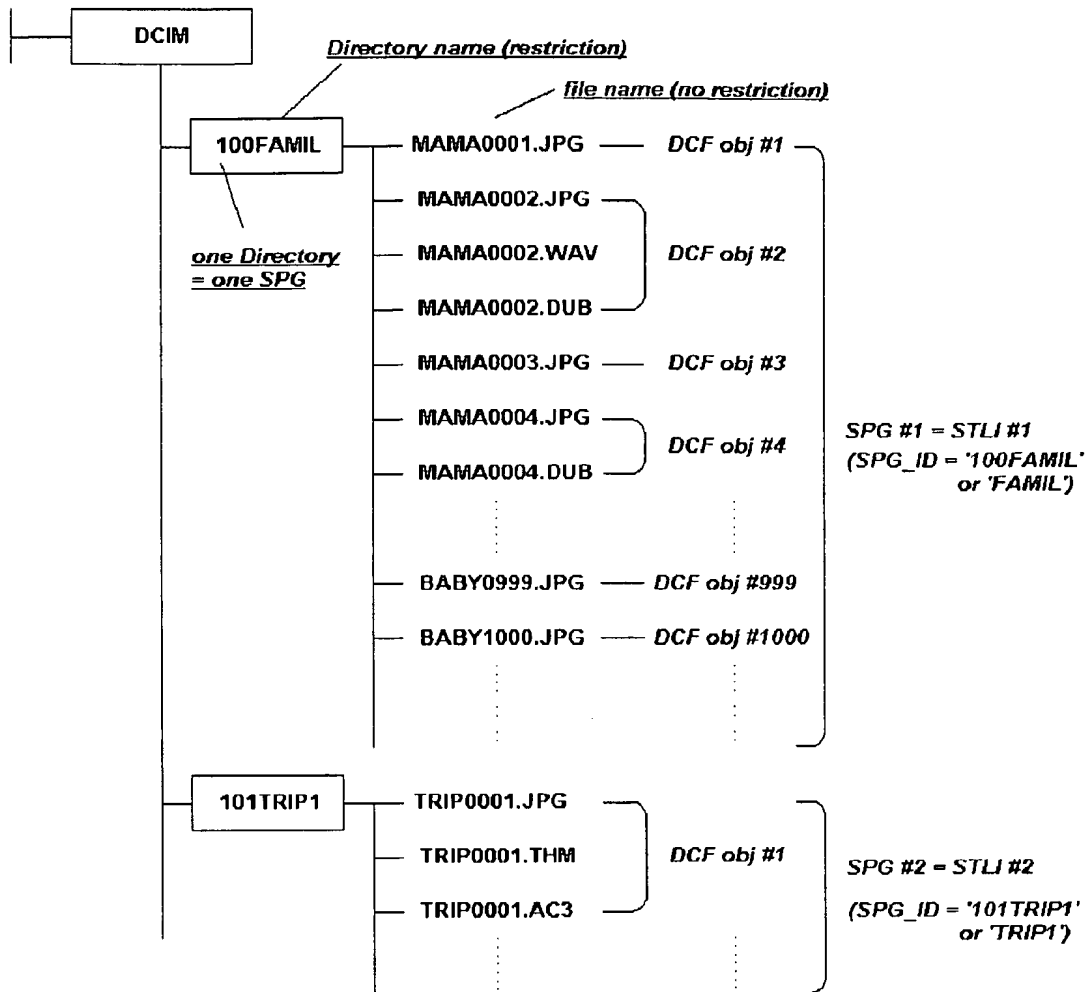 DCIM
Directory name (restriction)
file name (no restriction)
100FAMIL
MAMA0001.JPG
DCF obj #1
MAMA0002.JPG
one Directory
= one SPG
MAMA0002.WAV
DCF obj #2
MAMA0002.DUB
MAMA0003.JPG
DCF obj #3
MAMA0004.JPG
DCF obj #4
MAMA0004.DUB
SPG #1 = STLI #1
(SPG_ID = '100FAMIL'
or 'FAMIL')
BABY0999.JPG
DCF obj #999
BABY1000.JPG
DCF obj #1000
101TRIP1
TRIP0001.JPG
TRIP0001.THM
DCF obj #1
TRIP0001.AC3
SPG #2 = STLI #2
(SPG_ID = '101TRIP1'
or 'TRIP1')